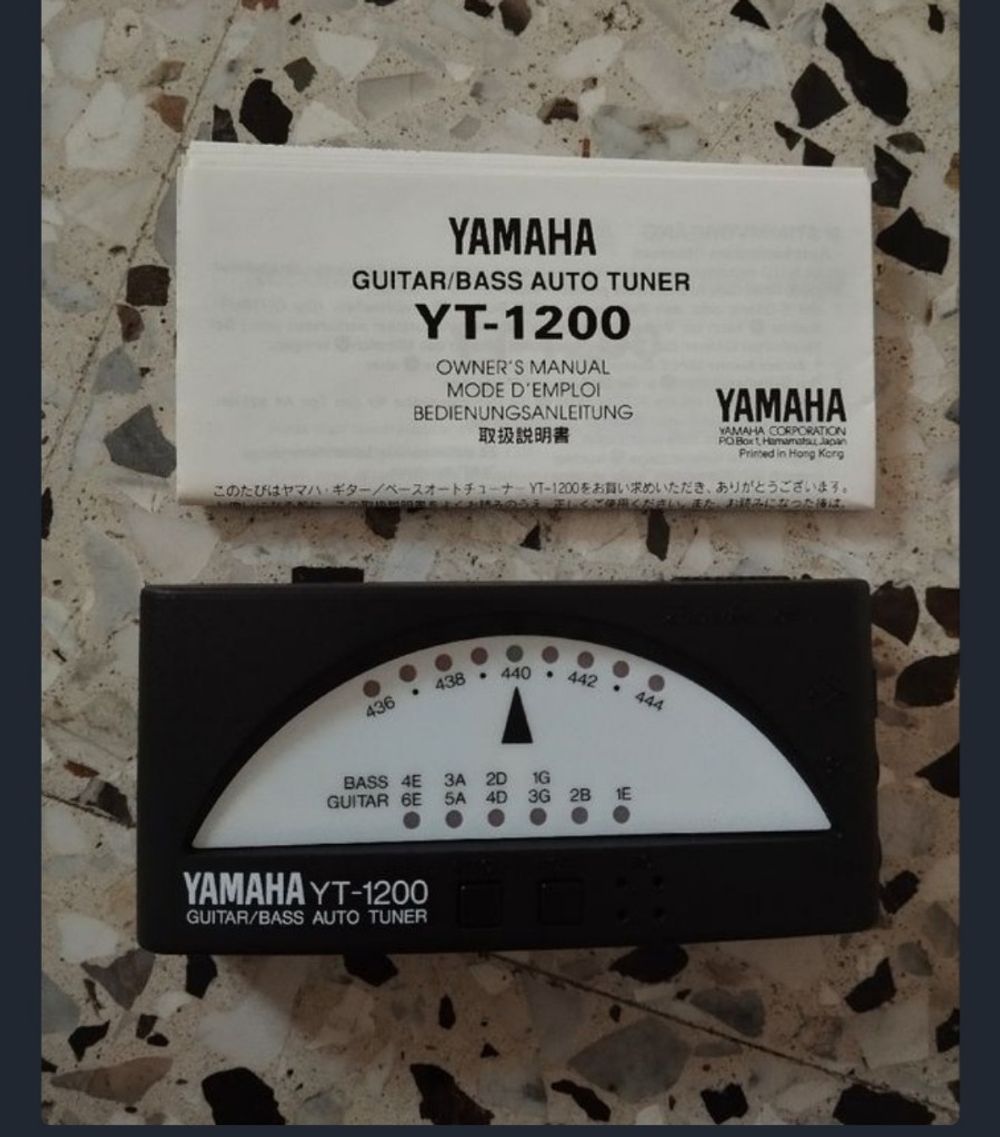 YAMAHA
GUITAR/BASS AUTO TUNER
YT-1200
OWNER'S MANUAL
MODE D'EMPLOI
BEDIENUNGSANLEITUNG
取扱説明書
YAMAHA
YAMAHA CORPORATION
P.O.Box 1, Hamamatsu, Japan
Printed in Hong Kong
このたびはヤマハ・ギター／ベースオートチューナー YT-1200をお買い求めいただき、ありがとうございます。
436 • 438 • 440 • 442 • 444
BASS 4E 3A 2D 1G
GUITAR 6E 5A 4D 3G 2B 1E
YAMAHA YT-1200
GUITAR/BASS AUTO TUNER